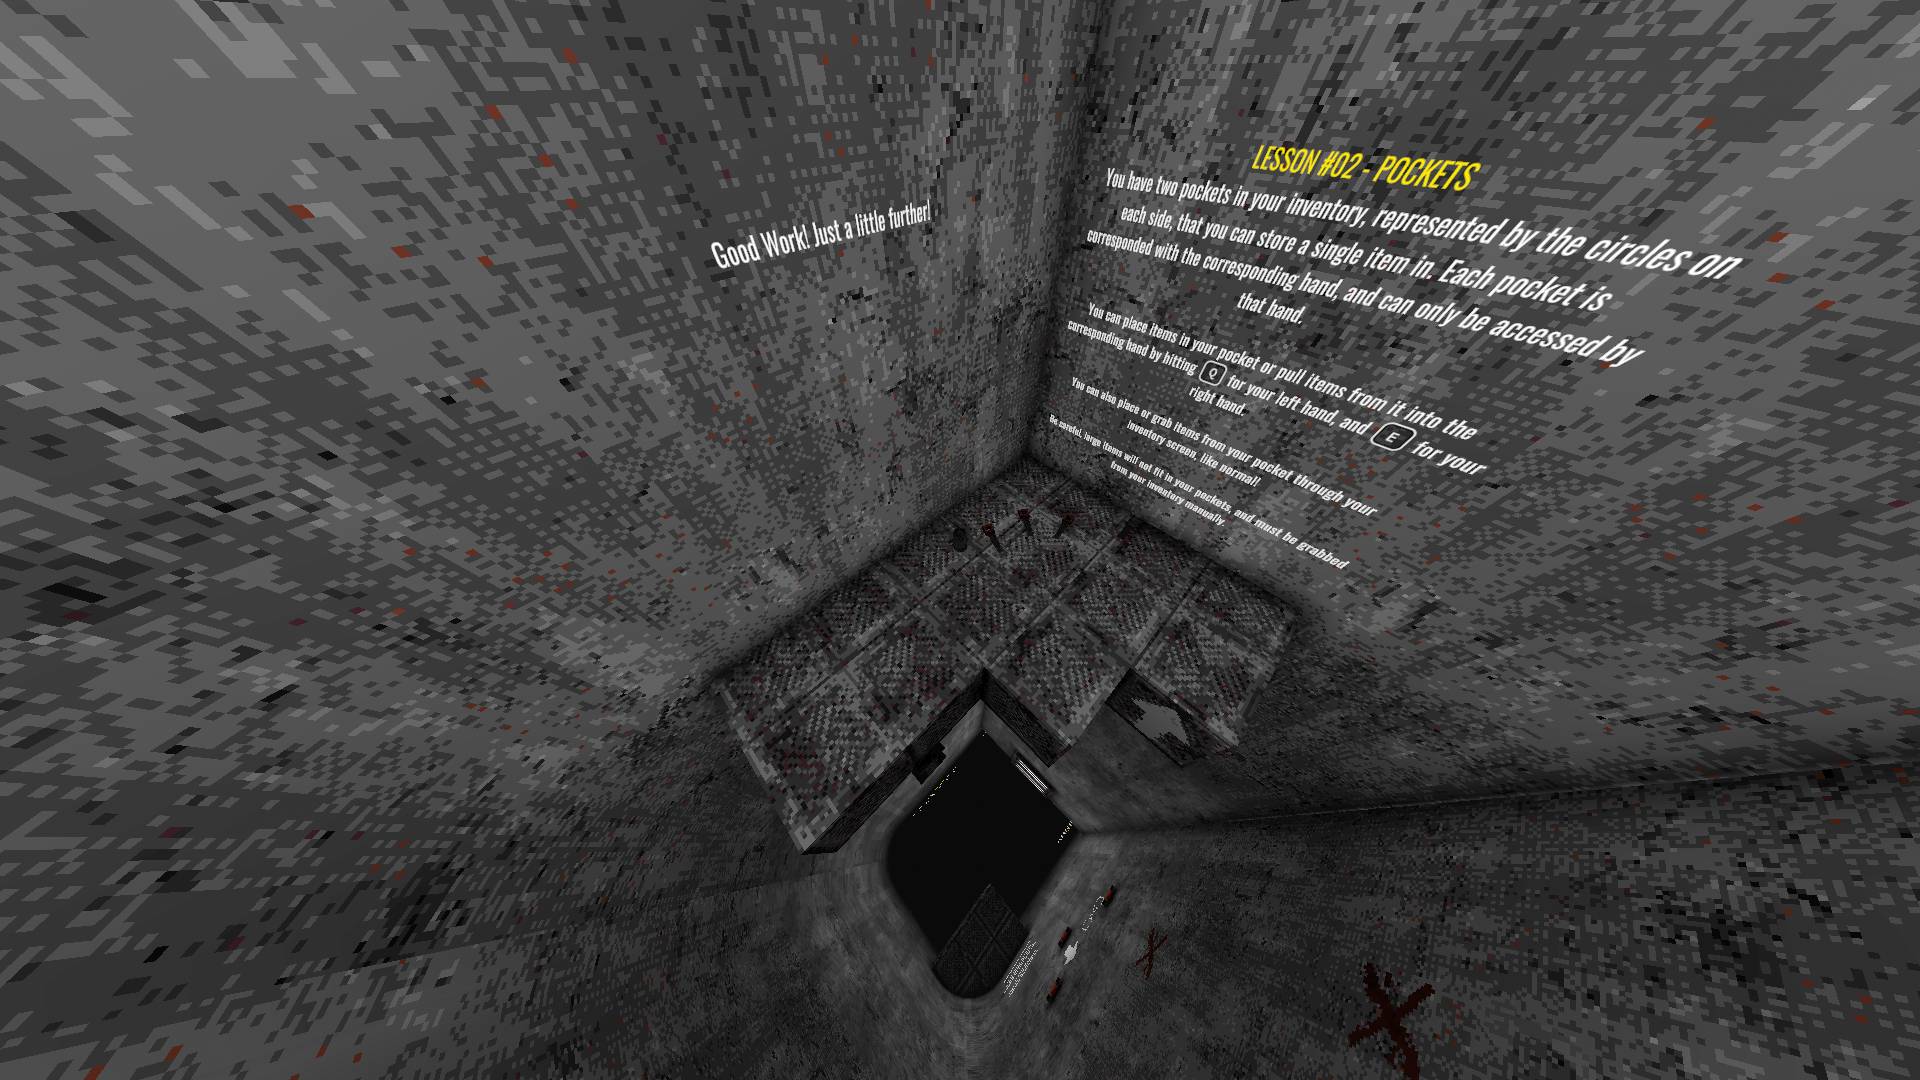 Good Work! Just a little further!
LESSON #02 - POCKETS
You have two pockets in your inventory, represented by the circles on
each side, that you can store a single item in. Each pocket is
corresponded with the corresponding hand, and can only be accessed by
that hand.
You can place items in your pocket or pull items from it into the
corresponding hand by hitting Q for your left hand, and E for your
right hand.
You can also place or grab items from your pocket through your
inventory screen, like normal!
Be careful, large items will not fit in your pockets, and must be grabbed
from your inventory manually.